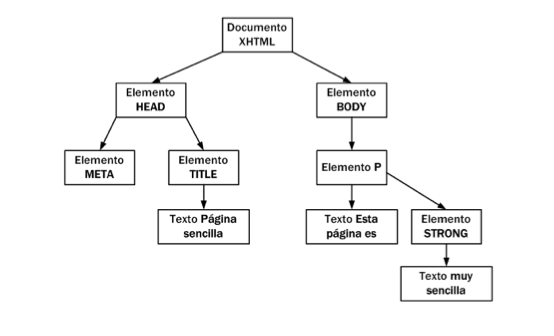 Documento
XHTML
Elemento
HEAD
Elemento
BODY
Elemento
META
Elemento
TITLE
Elemento P
Texto Página
sencilla
Texto Esta
página es
Elemento
STRONG
Texto muy
sencilla